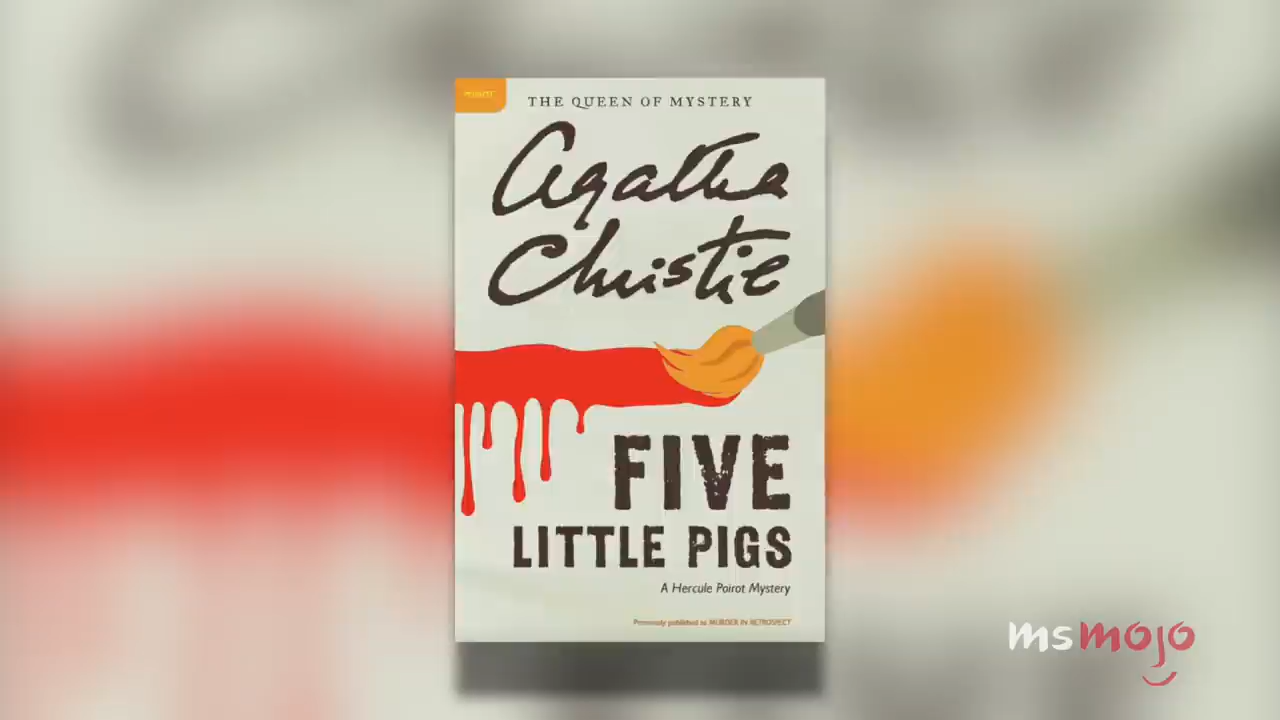 THE QUEEN OF MYSTERY
Agatha
Christie
FIVE
LITTLE PIGS
A Hercule Poirot Mystery
Previously published as MURDER IN RETROSPECT
msmojo